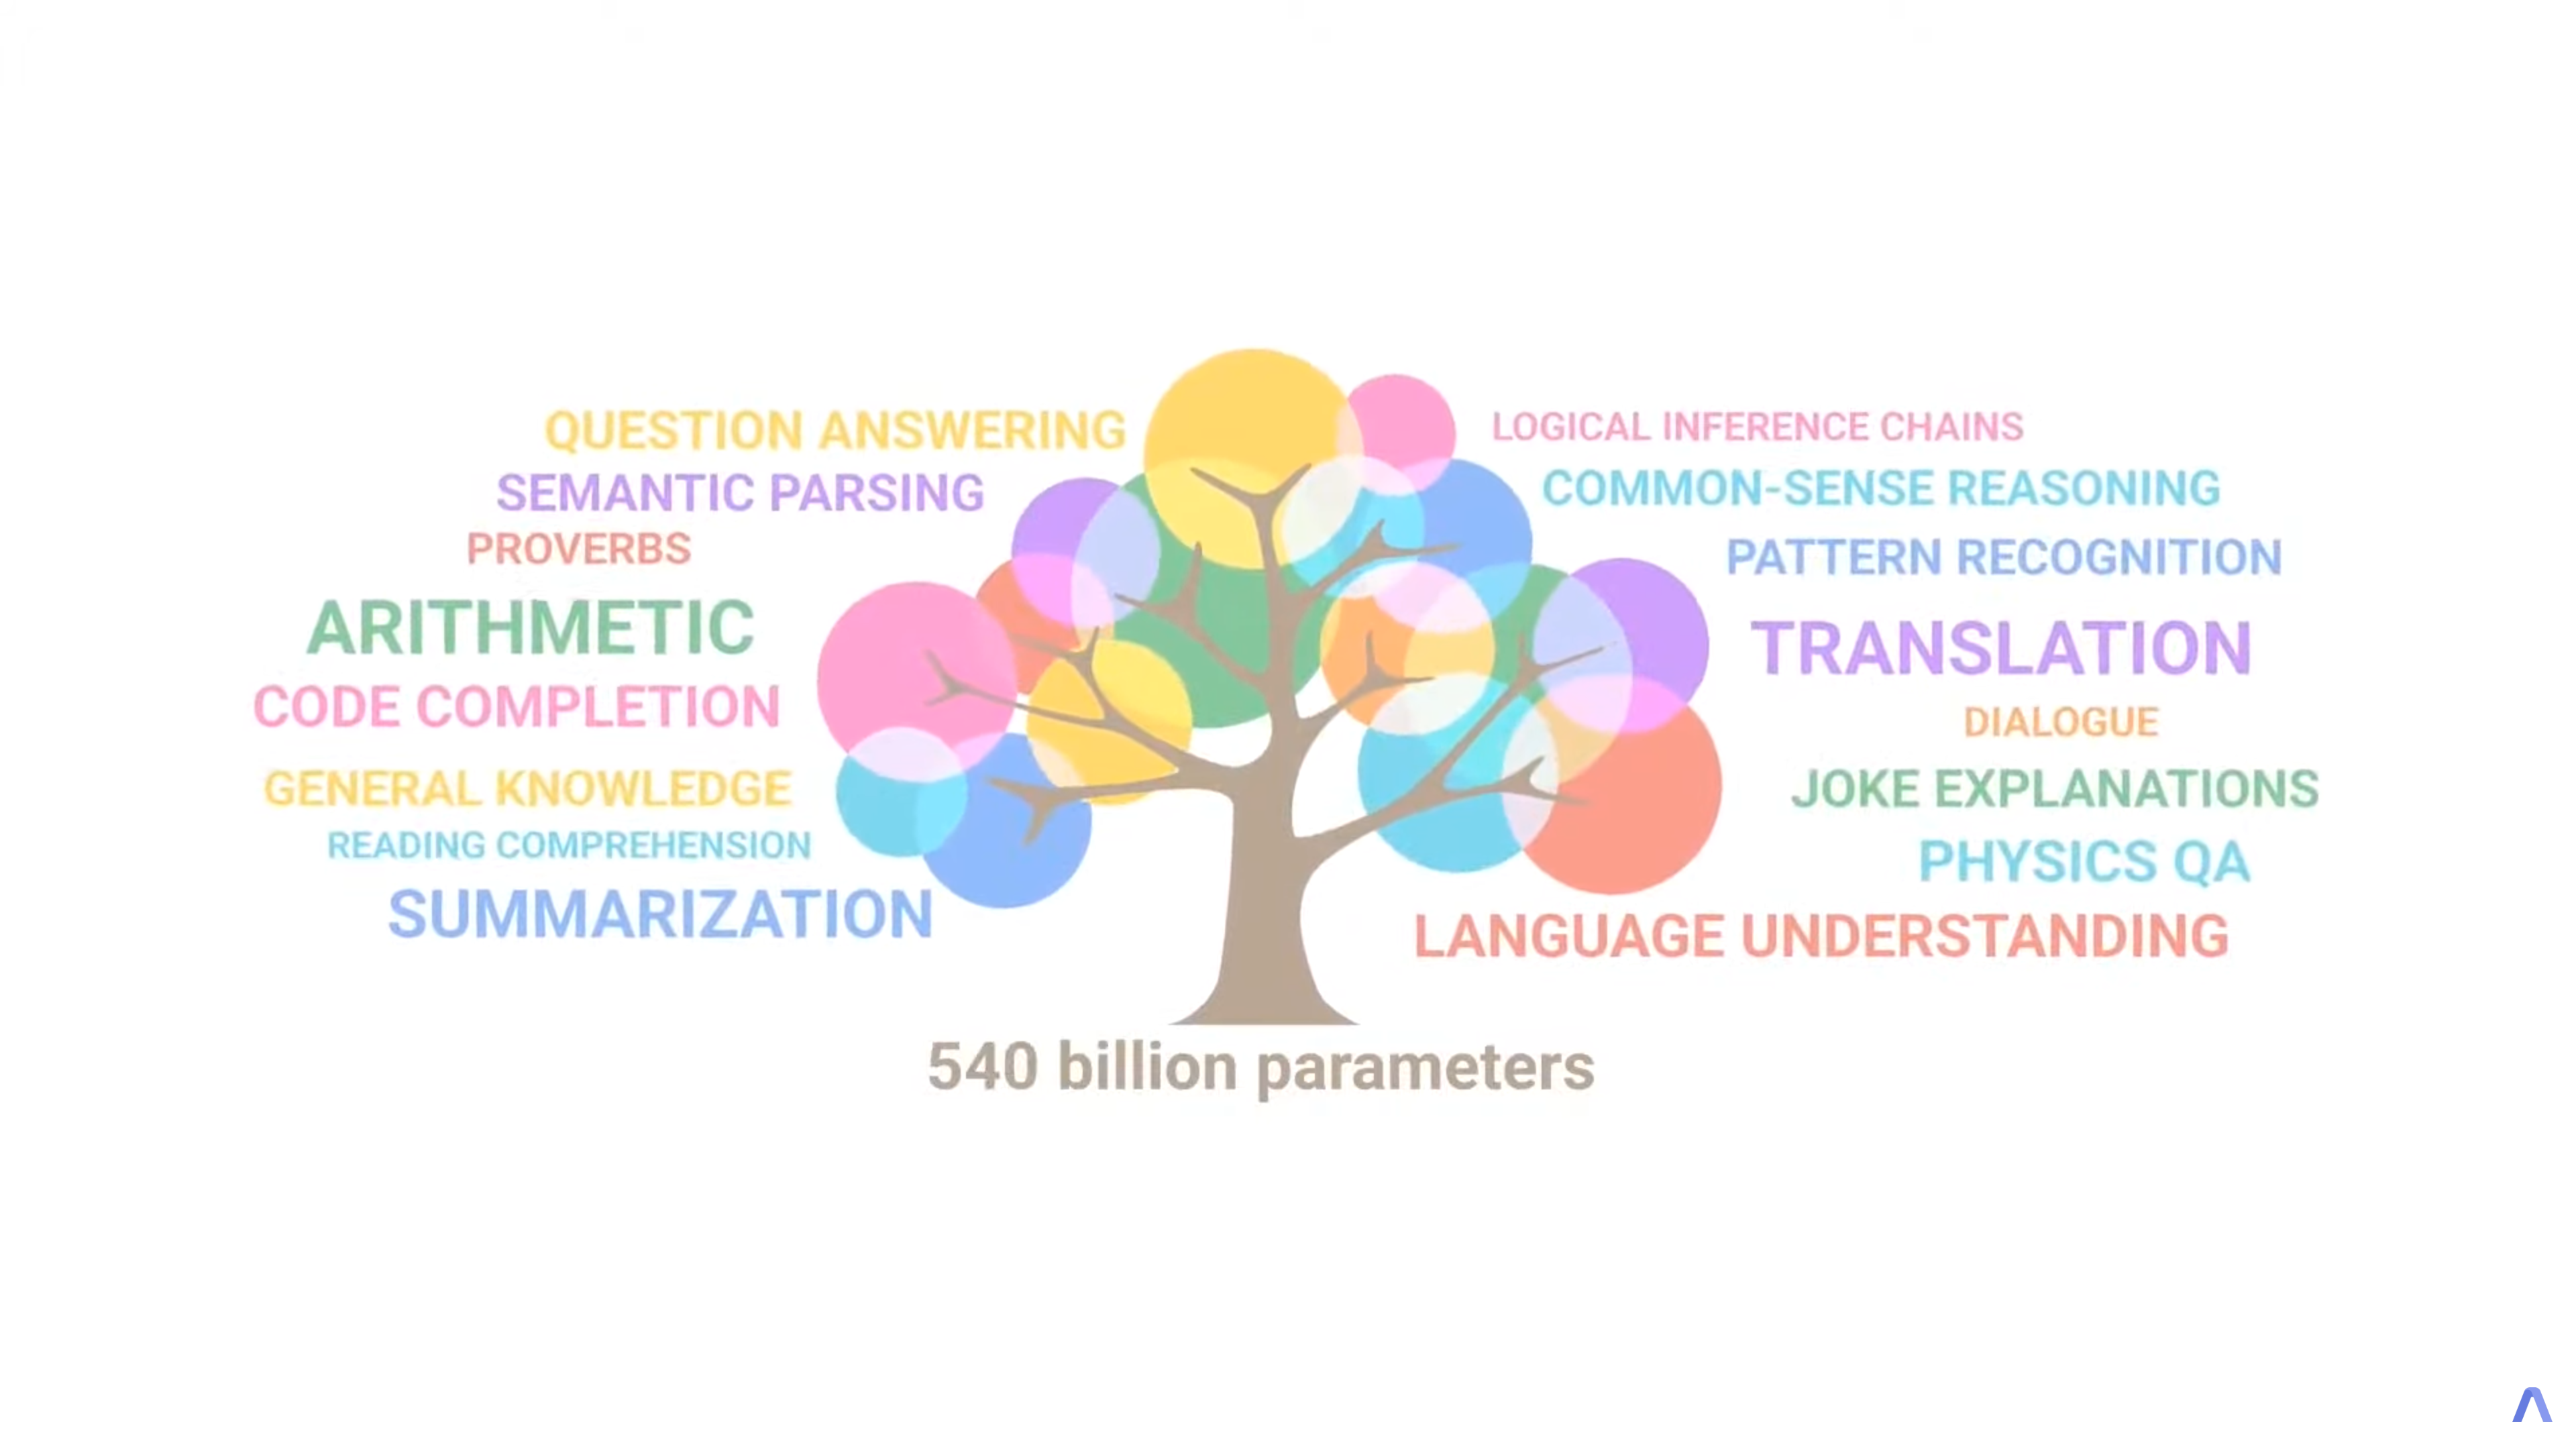 QUESTION ANSWERING
SEMANTIC PARSING
PROVERBS
ARITHMETIC
CODE COMPLETION
GENERAL KNOWLEDGE
READING COMPREHENSION
SUMMARIZATION
LOGICAL INFERENCE CHAINS
COMMON-SENSE REASONING
PATTERN RECOGNITION
TRANSLATION
DIALOGUE
JOKE EXPLANATIONS
PHYSICS QA
LANGUAGE UNDERSTANDING
540 billion parameters